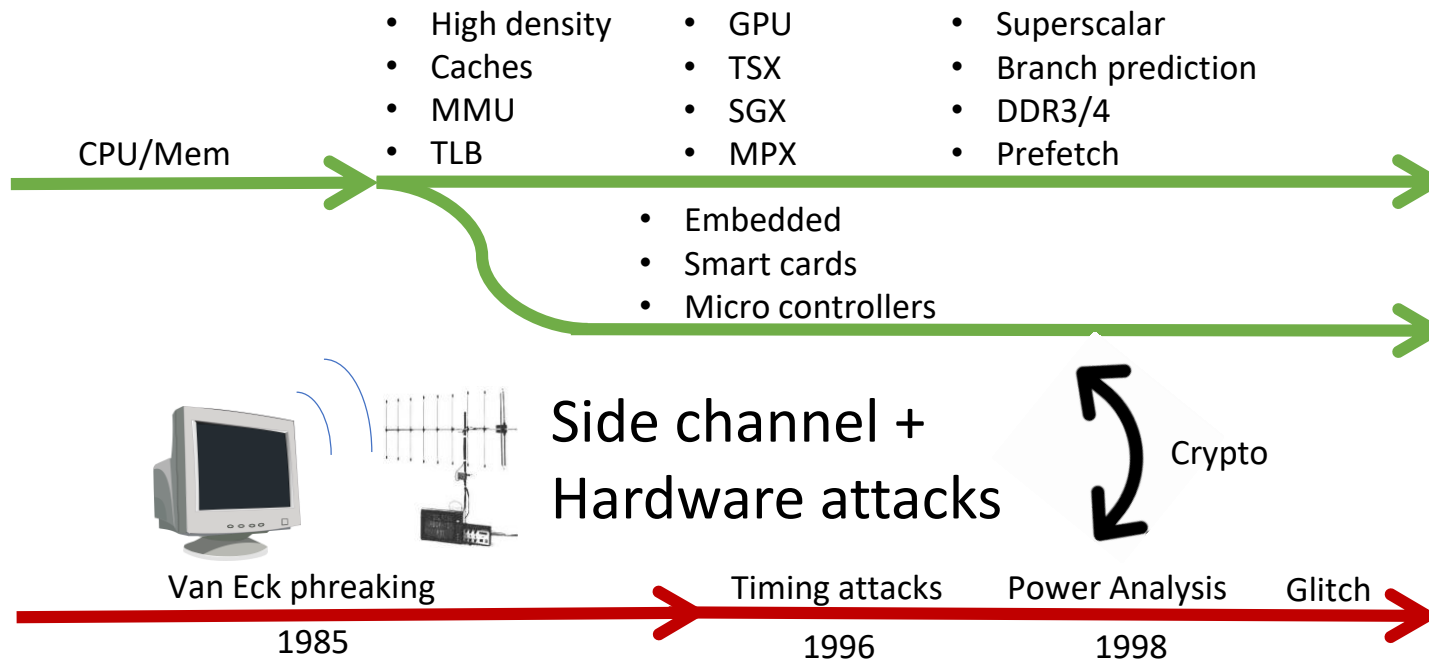 • High density
• Caches
• MMU
• TLB
• GPU
• TSX
• SGX
• MPX
• Superscalar
• Branch prediction
• DDR3/4
• Prefetch
CPU/Mem
• Embedded
• Smart cards
• Micro controllers
Side channel +
Hardware attacks
Crypto
Van Eck phreaking
Timing attacks
Power Analysis
Glitch
1985
1996
1998